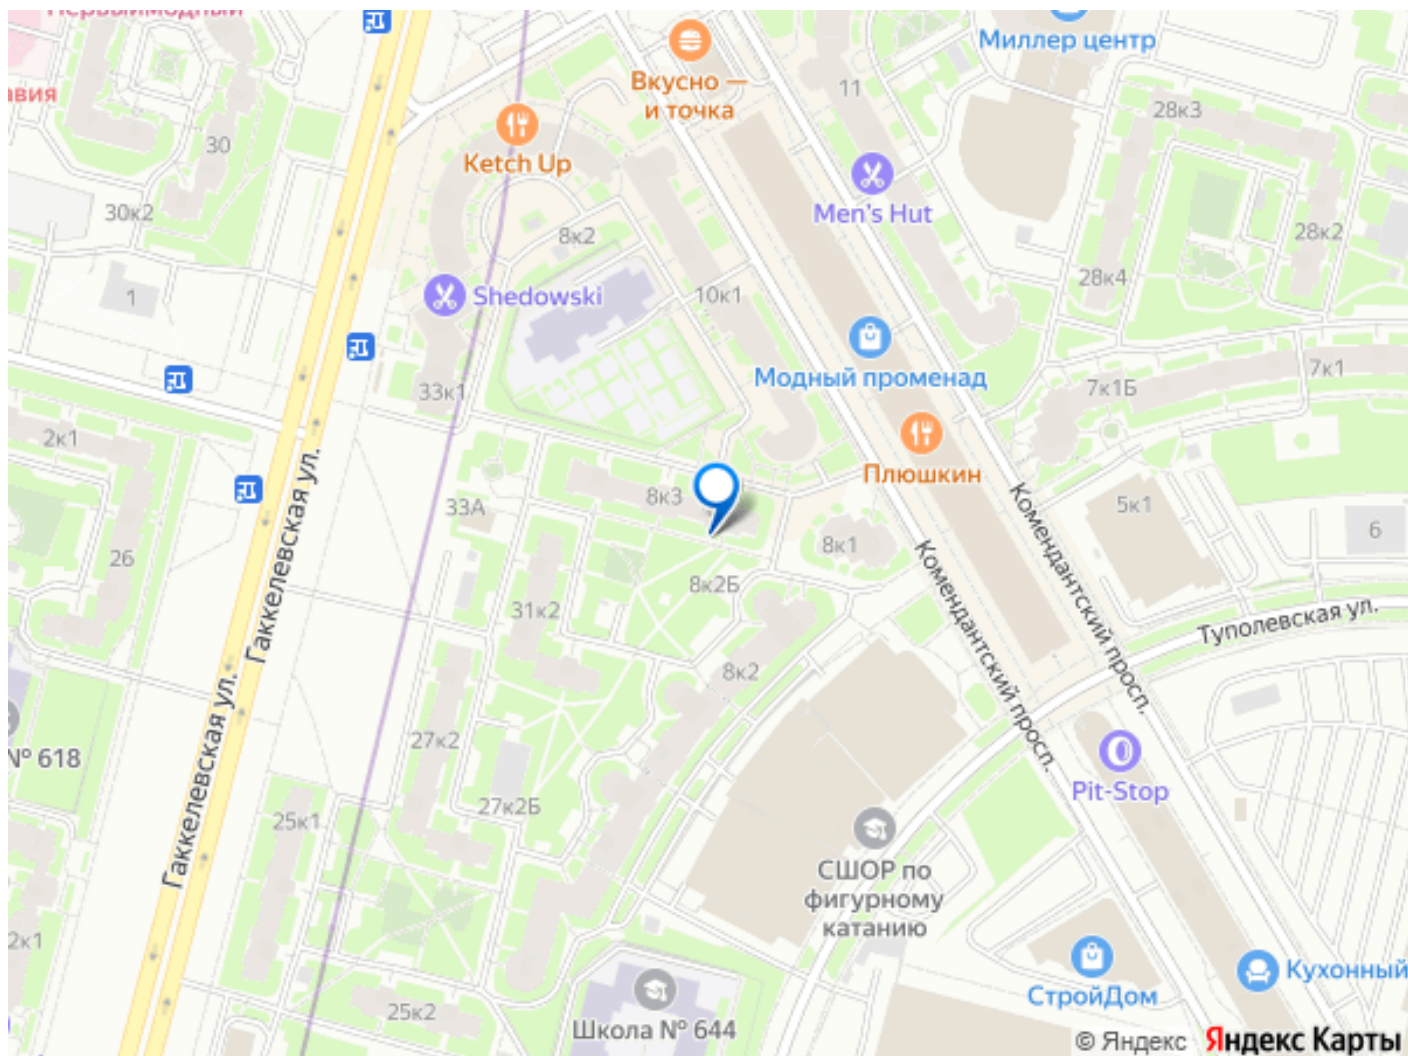 Первыймодный
Миллер центр
Вкусно —
и точка
авия
11
28к3
30
Ketch Up
Men's Hut
30к2
8к2
28к2
28к4
1
Shedowski
10к1
Модный променад
7к1
7к1Б
33к1
2к1
Плюшкин
8к3
33А
5к1
6
Гаккелевская ул.
Комендантский просп.
Комендантский просп.
8к1
26
8к2Б
31к2
Туполевская ул.
8к2
Гаккелевская ул.
27к2
№ 618
Pit-Stop
27к2Б
25к1
СШОР по
фигурному
катанию
2к1
Кухонный
СтройДом
25к2
Школа № 644
© Яндекс Яндекс Карты